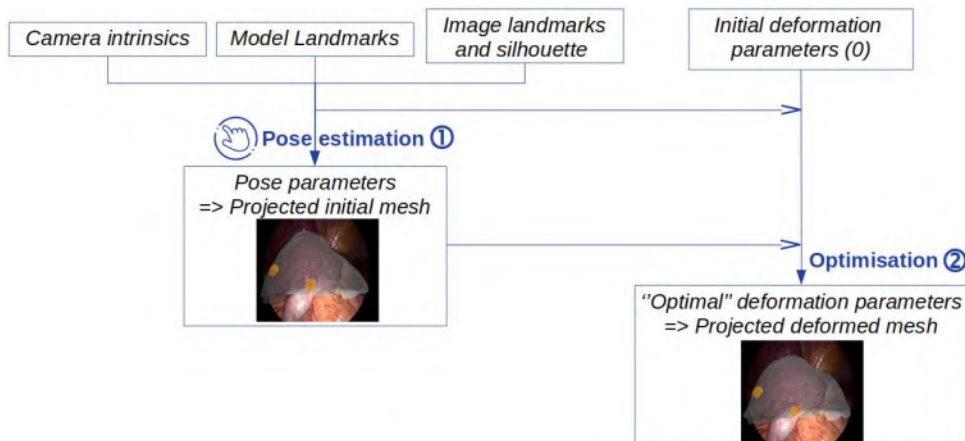 Camera intrinsics
Model Landmarks
Image landmarks
and silhouette
Initial deformation
parameters (0)
Pose estimation ①
Pose parameters
=> Projected initial mesh
Optimisation ②
‘'Optimal’' deformation parameters
=> Projected deformed mesh